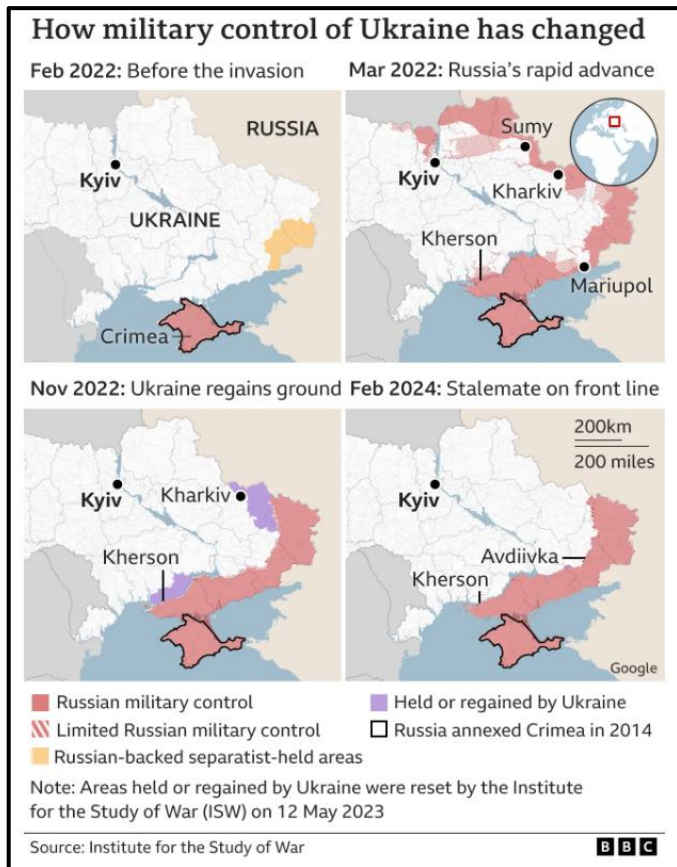 How military control of Ukraine has changed
Feb 2022: Before the invasion
RUSSIA
Kyiv
UKRAINE
Crimea
Mar 2022: Russia's rapid advance
Sumy
Kyiv
Kharkiv
Kherson
Mariupol
Nov 2022: Ukraine regains ground
Kyiv
Kharkiv
Kherson
Feb 2024: Stalemate on front line
200km
200 miles
Kyiv
Avdiivka
Kherson
Google
Russian military control
Limited Russian military control
Russian-backed separatist-held areas
Held or regained by Ukraine
Russia annexed Crimea in 2014
Note: Areas held or regained by Ukraine were reset by the Institute
for the Study of War (ISW) on 12 May 2023
Source: Institute for the Study of War
BBC